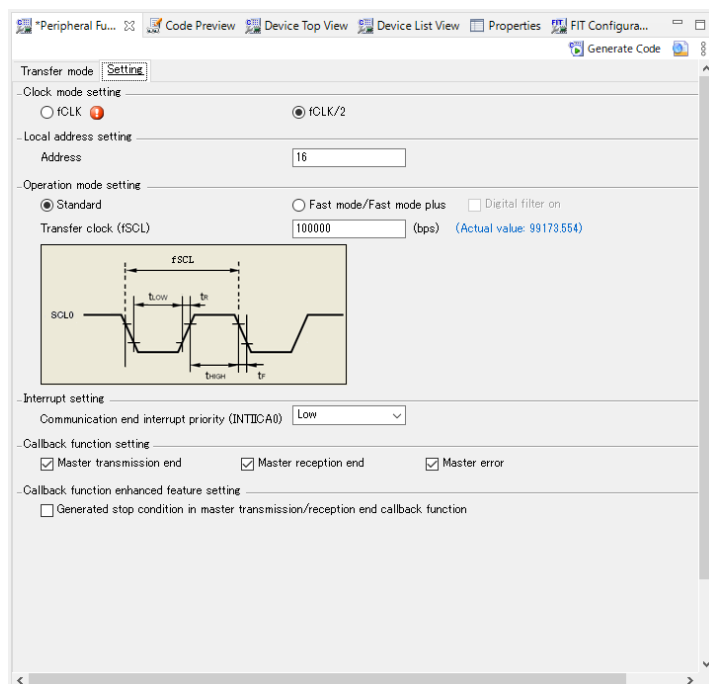 *Peripheral Fu... Code Preview Device Top View Device List View Properties FIT FIT Configura...
Generate Code
Transfer mode Setting
Clock mode setting
fCLK fCLK/2
Local address setting
Address 16
Operation mode setting
Standard Fast mode/Fast mode plus Digital filter on
Transfer clock (fSCL) 100000 (bps) (Actual value: 99173.554)
fSCL
tLOW tR
SCL0
tHIGH tF
Interrupt setting
Communication end interrupt priority (INTIICA0) Low
Callback function setting
Master transmission end Master reception end Master error
Callback function enhanced feature setting
Generated stop condition in master transmission/reception end callback function